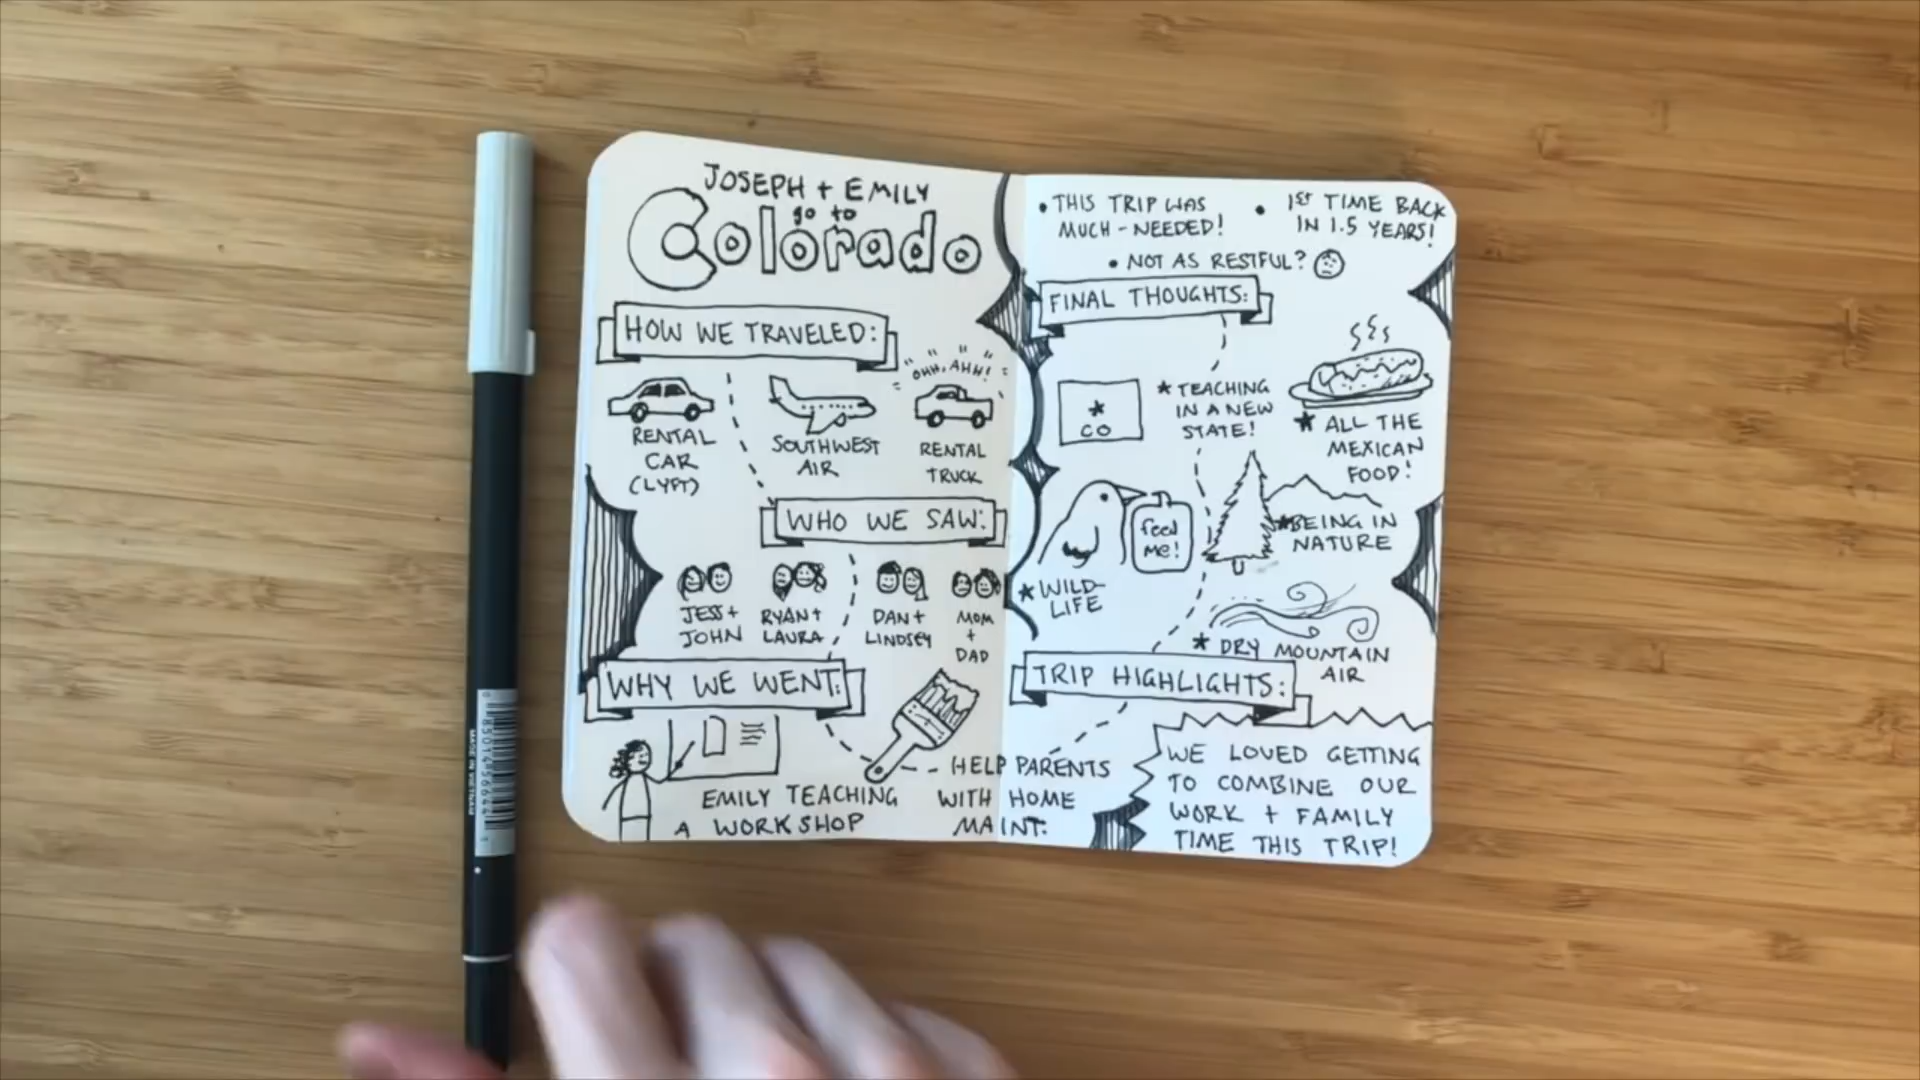 JOSEPH + EMILY
go to
Colorado
HOW WE TRAVELED:
RENTAL
CAR
(LYFT)
SOUTHWEST
AIR
OHH, AHH!
RENTAL
TRUCK
WHO WE SAW:
JESS +
JOHN
RYAN +
LAURA
DAN +
LINDSEY
MOM
+
DAD
WHY WE WENT:
EMILY TEACHING
A WORKSHOP
HELP PARENTS
WITH HOME
MAINT.
TRIP HIGHLIGHTS:
* WILD-
LIFE
feed
me!
* DRY MOUNTAIN
AIR
* BEING IN
NATURE
CO
* TEACHING
IN A NEW
STATE!
* ALL THE
MEXICAN
FOOD!
FINAL THOUGHTS:
• THIS TRIP WAS
MUCH-NEEDED!
• 1st TIME BACK
IN 1.5 YEARS!
• NOT AS RESTFUL?
WE LOVED GETTING
TO COMBINE OUR
WORK + FAMILY
TIME THIS TRIP!
MADE IN VIETNAM